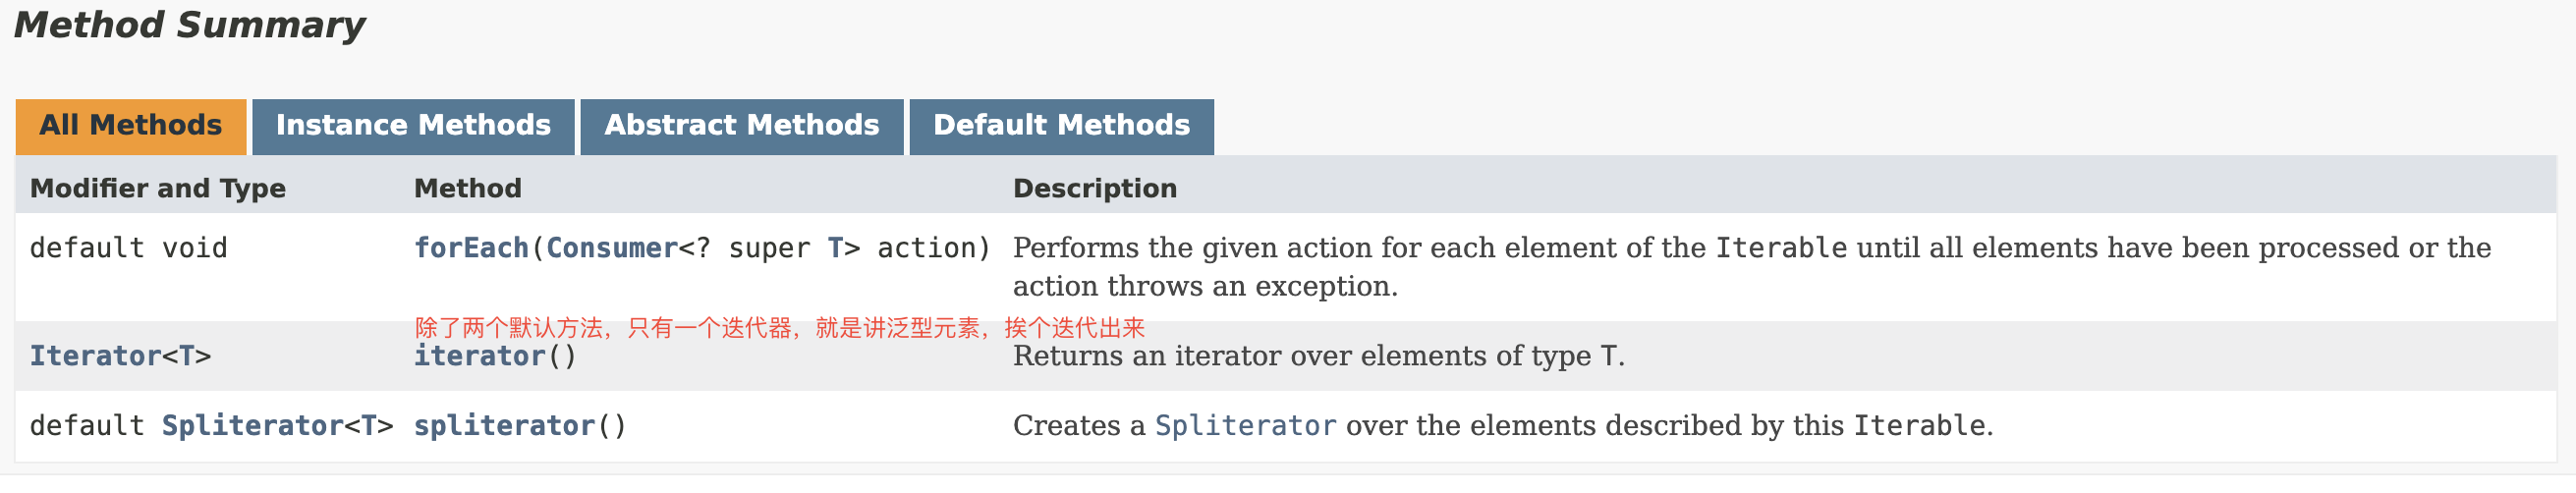 Method Summary
All Methods Instance Methods Abstract Methods Default Methods
Modifier and Type Method Description
default void forEach(Consumer<? super T> action) Performs the given action for each element of the Iterable until all elements have been processed or the
action throws an exception.
除了两个默认方法，只有一个迭代器，就是讲泛型元素，挨个迭代出来
Iterator<T> iterator() Returns an iterator over elements of type T.
default Spliterator<T> spliterator() Creates a Spliterator over the elements described by this Iterable.